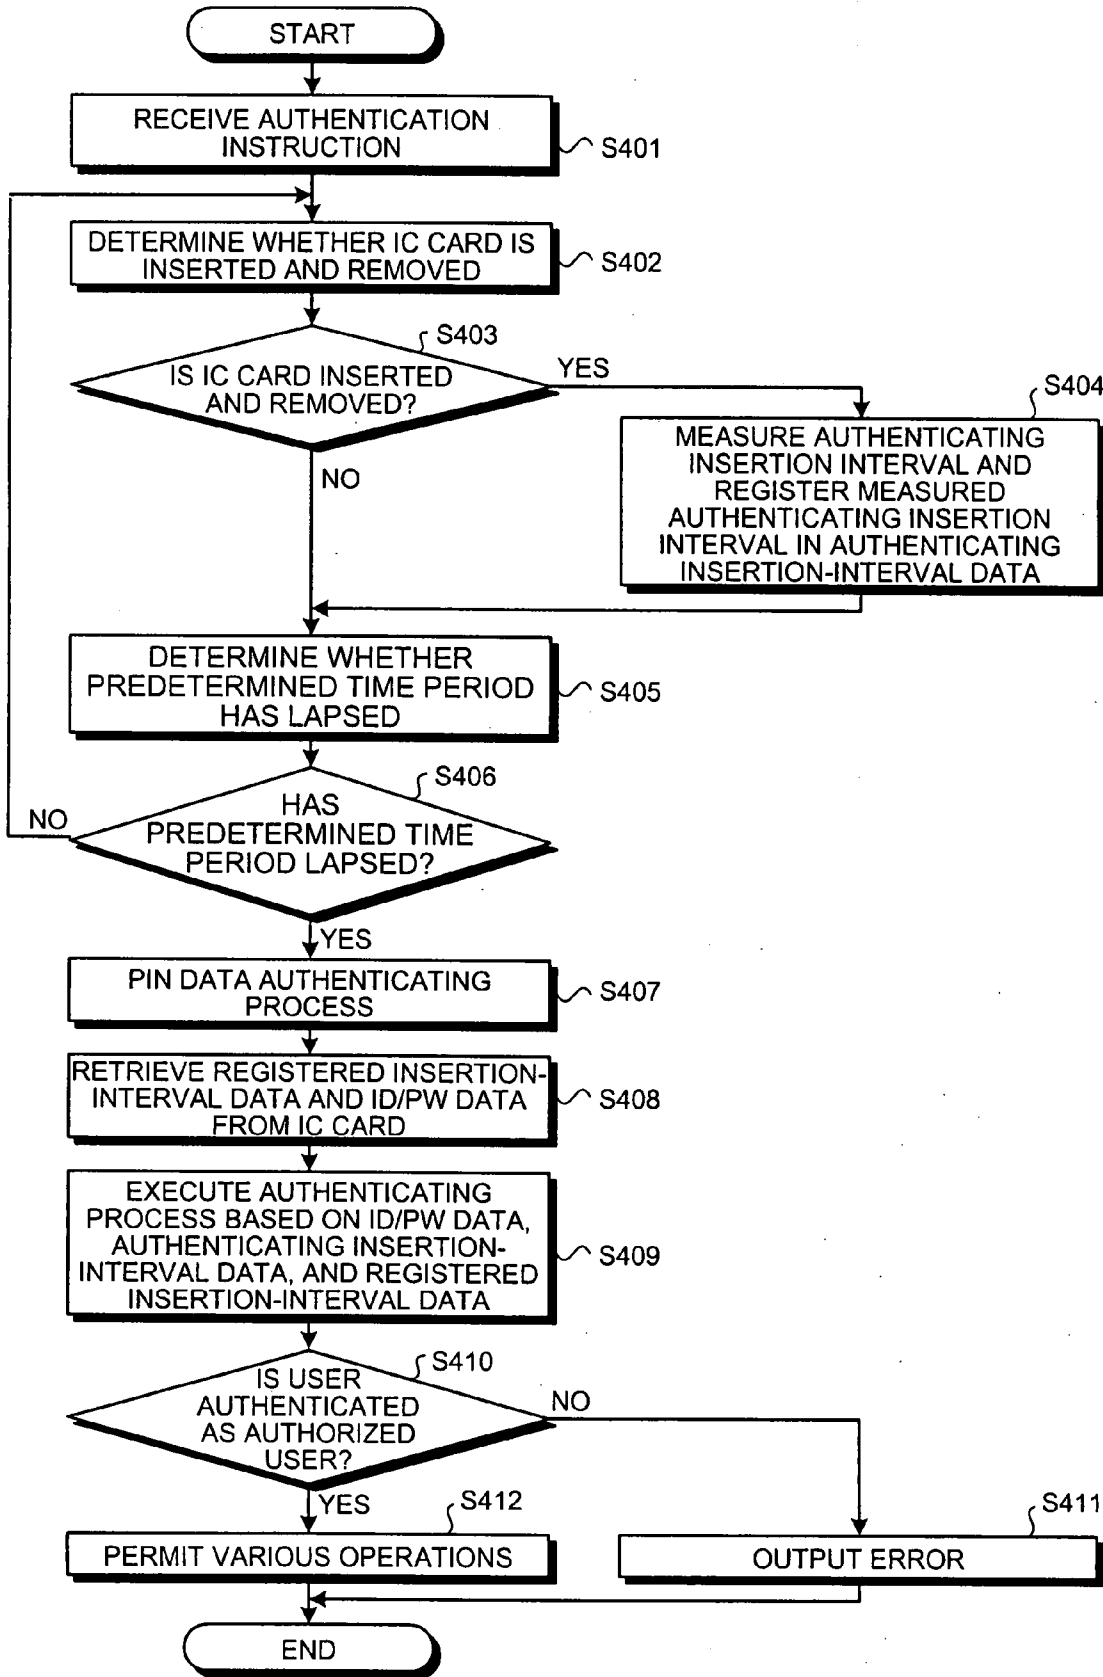 START
RECEIVE AUTHENTICATION
INSTRUCTION
S401
DETERMINE WHETHER IC CARD IS
INSERTED AND REMOVED
S402
S403
IS IC CARD INSERTED
AND REMOVED?
YES
NO
S404
MEASURE AUTHENTICATING
INSERTION INTERVAL AND
REGISTER MEASURED
AUTHENTICATING INSERTION
INTERVAL IN AUTHENTICATING
INSERTION-INTERVAL DATA
DETERMINE WHETHER
PREDETERMINED TIME PERIOD
HAS LAPSED
S405
S406
HAS
PREDETERMINED TIME
PERIOD LAPSED?
NO
YES
PIN DATA AUTHENTICATING
PROCESS
S407
RETRIEVE REGISTERED INSERTION-
INTERVAL DATA AND ID/PW DATA
FROM IC CARD
S408
EXECUTE AUTHENTICATING
PROCESS BASED ON ID/PW DATA,
AUTHENTICATING INSERTION-
INTERVAL DATA, AND REGISTERED
INSERTION-INTERVAL DATA
S409
S410
IS USER
AUTHENTICATED
AS AUTHORIZED
USER?
NO
YES
S412
PERMIT VARIOUS OPERATIONS
S411
OUTPUT ERROR
END